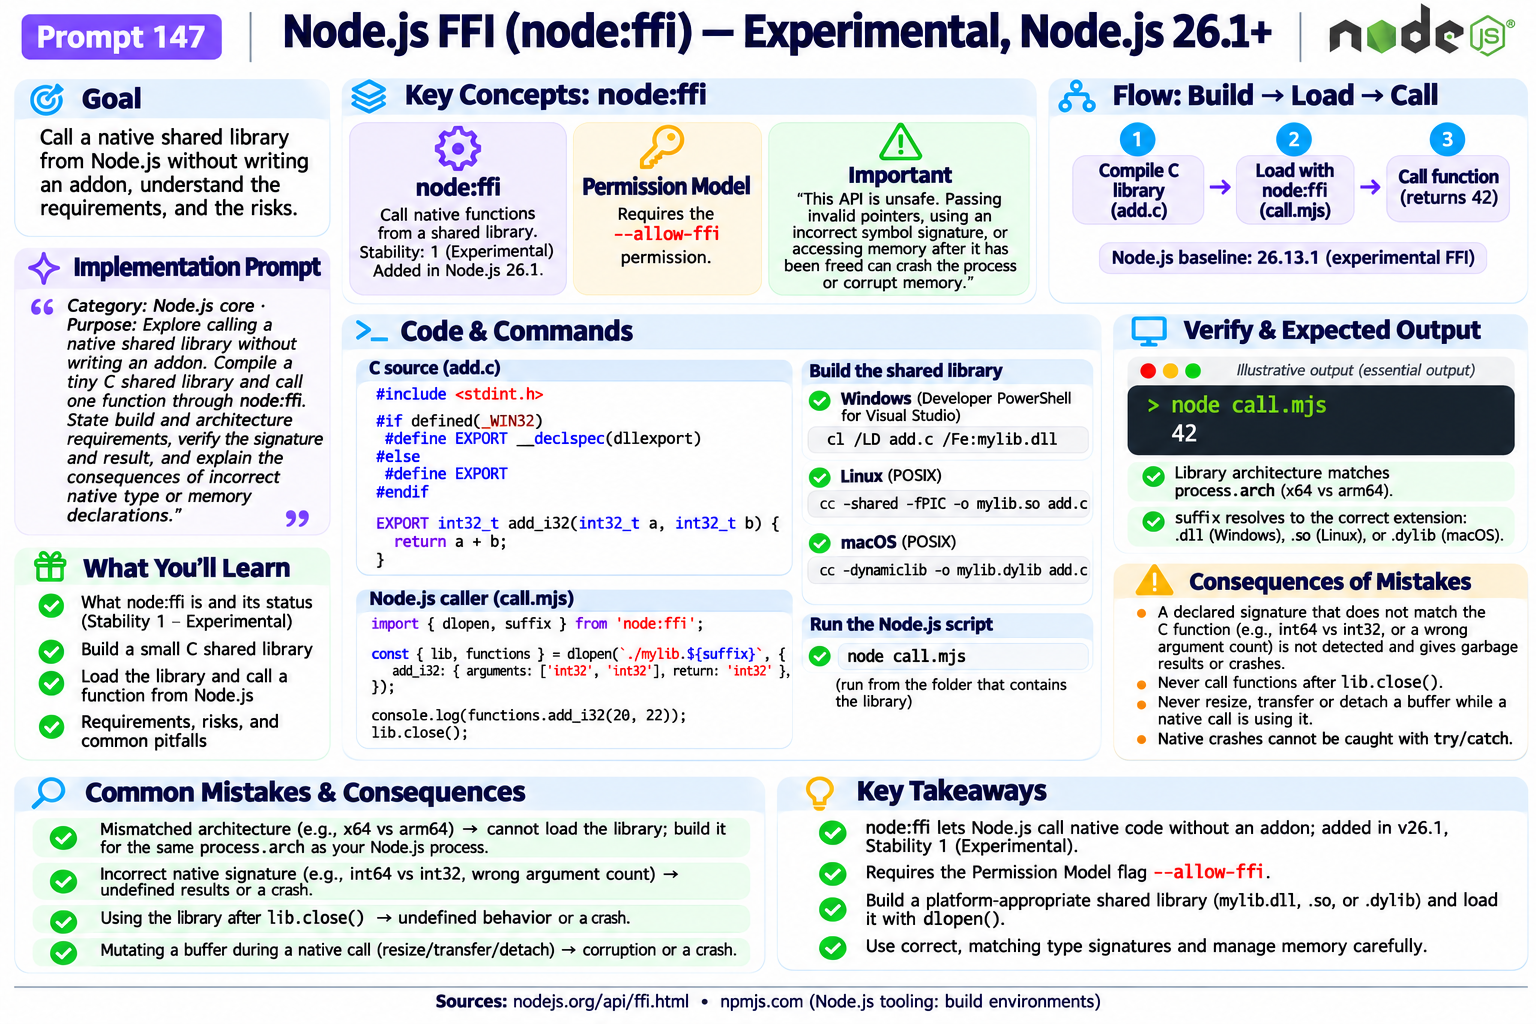 Prompt 147
Node.js FFI (node:ffi) — Experimental, Node.js 26.1+
node
JS
®
Goal
Call a native shared library
from Node.js without writing
an addon, understand the
requirements, and the risks.
Implementation Prompt
“ Category: Node.js core ·
Purpose: Explore calling a
native shared library without
writing an addon. Compile a
tiny C shared library and call
one function through node:ffi.
State build and architecture
requirements, verify the signature
and result, and explain the
consequences of incorrect
native type or memory
declarations.”
”
What You’ll Learn
What node:ffi is and its status
(Stability 1 – Experimental)
Build a small C shared library
Load the library and call a
function from Node.js
Requirements, risks, and
common pitfalls
Key Concepts: node:ffi
node:ffi
Call native functions
from a shared library.
Stability: 1 (Experimental)
Added in Node.js 26.1.
Permission Model
Requires the
--allow-ffi
permission.
Important
“This API is unsafe. Passing
invalid pointers, using an
incorrect symbol signature, or
accessing memory after it has
been freed can crash the process
or corrupt memory.”
Flow: Build → Load → Call
1
Compile C
library
(add.c)
→
2
Load with
node:ffi
(call.mjs)
→
3
Call function
(returns 42)
Node.js baseline: 26.13.1 (experimental FFI)
Code & Commands
C source (add.c)
#include <stdint.h>
#if defined(_WIN32)
#define EXPORT __declspec(dllexport)
#else
#define EXPORT
#endif
EXPORT int32_t add_i32(int32_t a, int32_t b) {
return a + b;
}
Node.js caller (call.mjs)
import { dlopen, suffix } from 'node:ffi';
const { lib, functions } = dlopen(`./mylib.${suffix}`, {
add_i32: { arguments: ['int32', 'int32'], return: 'int32' },
});
console.log(functions.add_i32(20, 22));
lib.close();
Build the shared library
Windows (Developer PowerShell
for Visual Studio)
cl /LD add.c /Fe:mylib.dll
Linux (POSIX)
cc -shared -fPIC -o mylib.so add.c
macOS (POSIX)
cc -dynamiclib -o mylib.dylib add.c
Run the Node.js script
node call.mjs
(run from the folder that contains
the library)
Verify & Expected Output
Illustrative output (essential output)
> node call.mjs
42
Library architecture matches
process.arch (x64 vs arm64).
suffix resolves to the correct extension:
.dll (Windows), .so (Linux), or .dylib (macOS).
Consequences of Mistakes
• A declared signature that does not match the
C function (e.g., int64 vs int32, or a wrong
argument count) is not detected and gives garbage
results or crashes.
• Never call functions after lib.close().
• Never resize, transfer or detach a buffer while a
native call is using it.
• Native crashes cannot be caught with try/catch.
Common Mistakes & Consequences
Mismatched architecture (e.g., x64 vs arm64) → cannot load the library; build it
for the same process.arch as your Node.js process.
Incorrect native signature (e.g., int64 vs int32, wrong argument count) →
undefined results or a crash.
Using the library after lib.close() → undefined behavior or a crash.
Mutating a buffer during a native call (resize/transfer/detach) → corruption or a crash.
Key Takeaways
node:ffi lets Node.js call native code without an addon; added in v26.1,
Stability 1 (Experimental).
Requires the Permission Model flag --allow-ffi.
Build a platform-appropriate shared library (mylib.dll, .so, or .dylib) and load
it with dlopen().
Use correct, matching type signatures and manage memory carefully.
Sources: nodejs.org/api/ffi.html • npmjs.com (Node.js tooling: build environments)